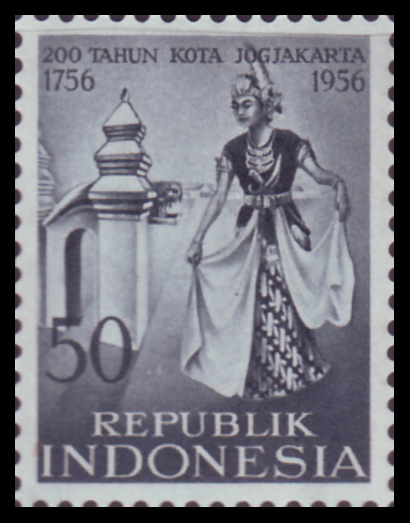 200 TAHUN KOTA JOGJAKARTA
1756 1956
50
REPUBLIK
INDONESIA